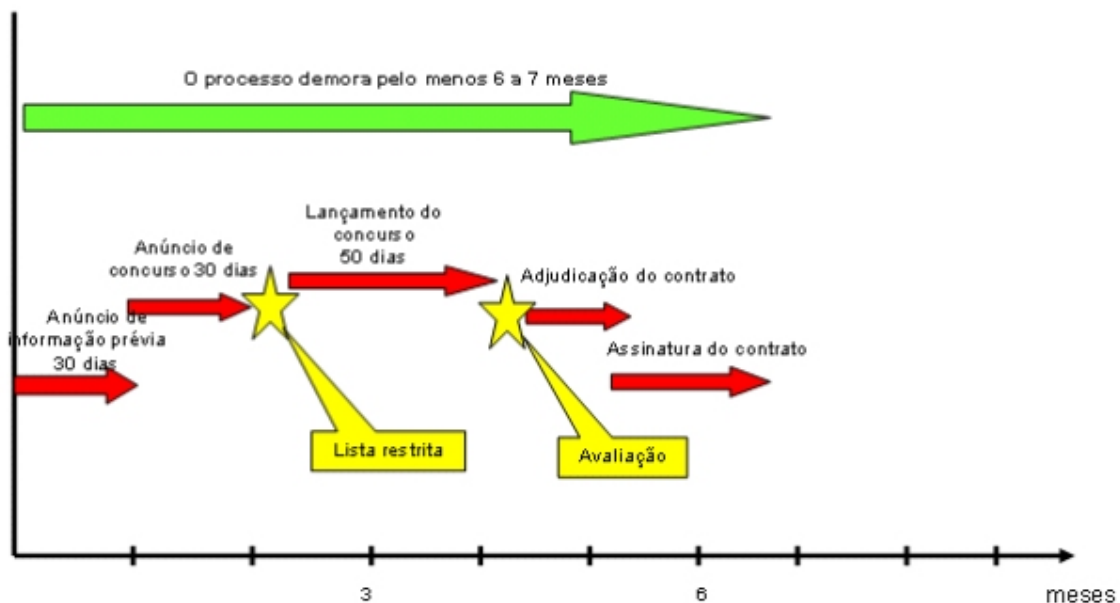 O processo demora pelo menos 6 a 7 meses
Lançamento do
concurso
50 dias
Anúncio de
concurso 30 dias
Adjudicação do contrato
Anúncio de
informação prévia
30 dias
Assinatura do contrato
Lista restrita
Avaliação
3
6
meses